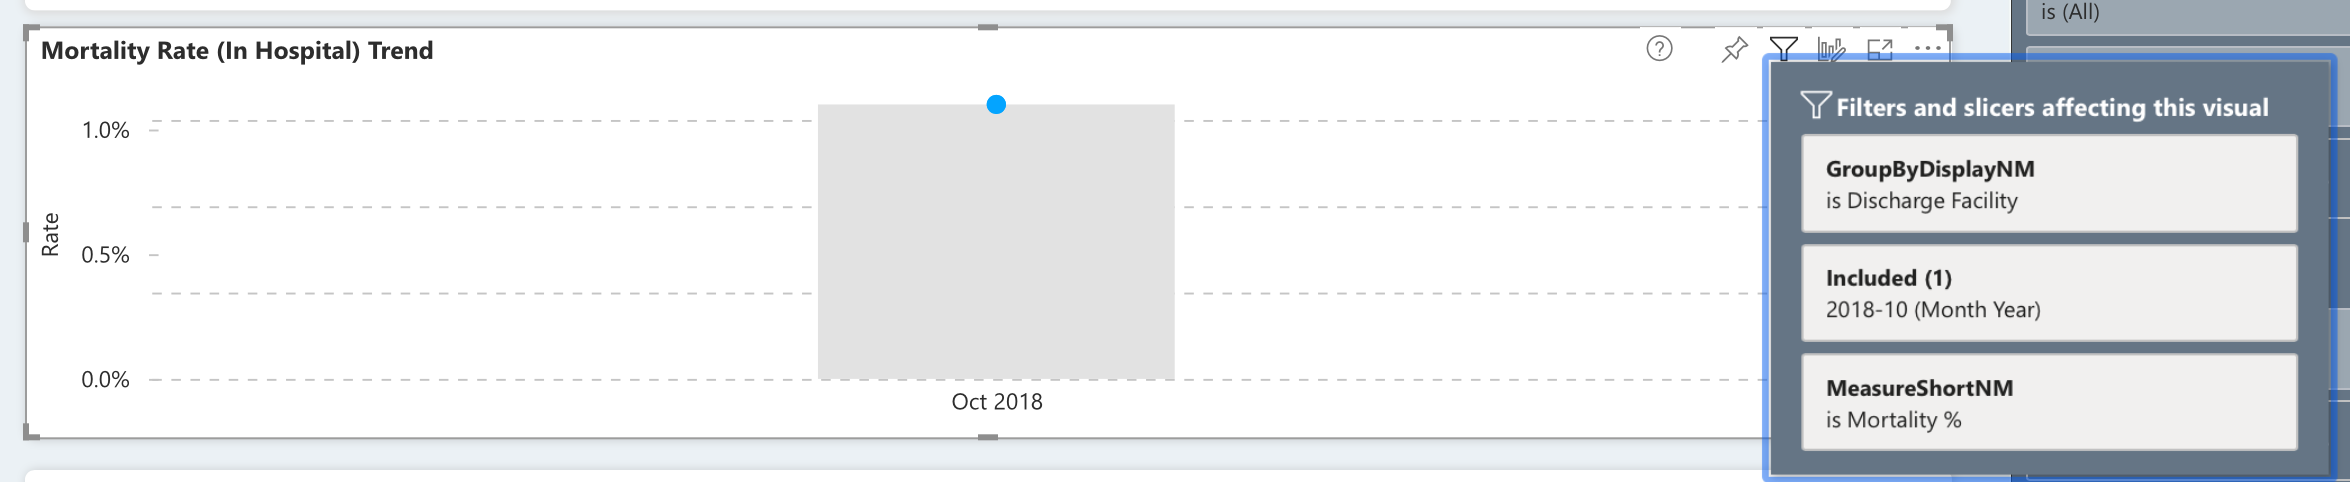 is (All)
Mortality Rate (In Hospital) Trend
Filters and slicers affecting this visual
GroupByDisplayNM
is Discharge Facility
Included (1)
2018-10 (Month Year)
MeasureShortNM
is Mortality %
Rate
1.0%
0.5%
0.0%
Oct 2018